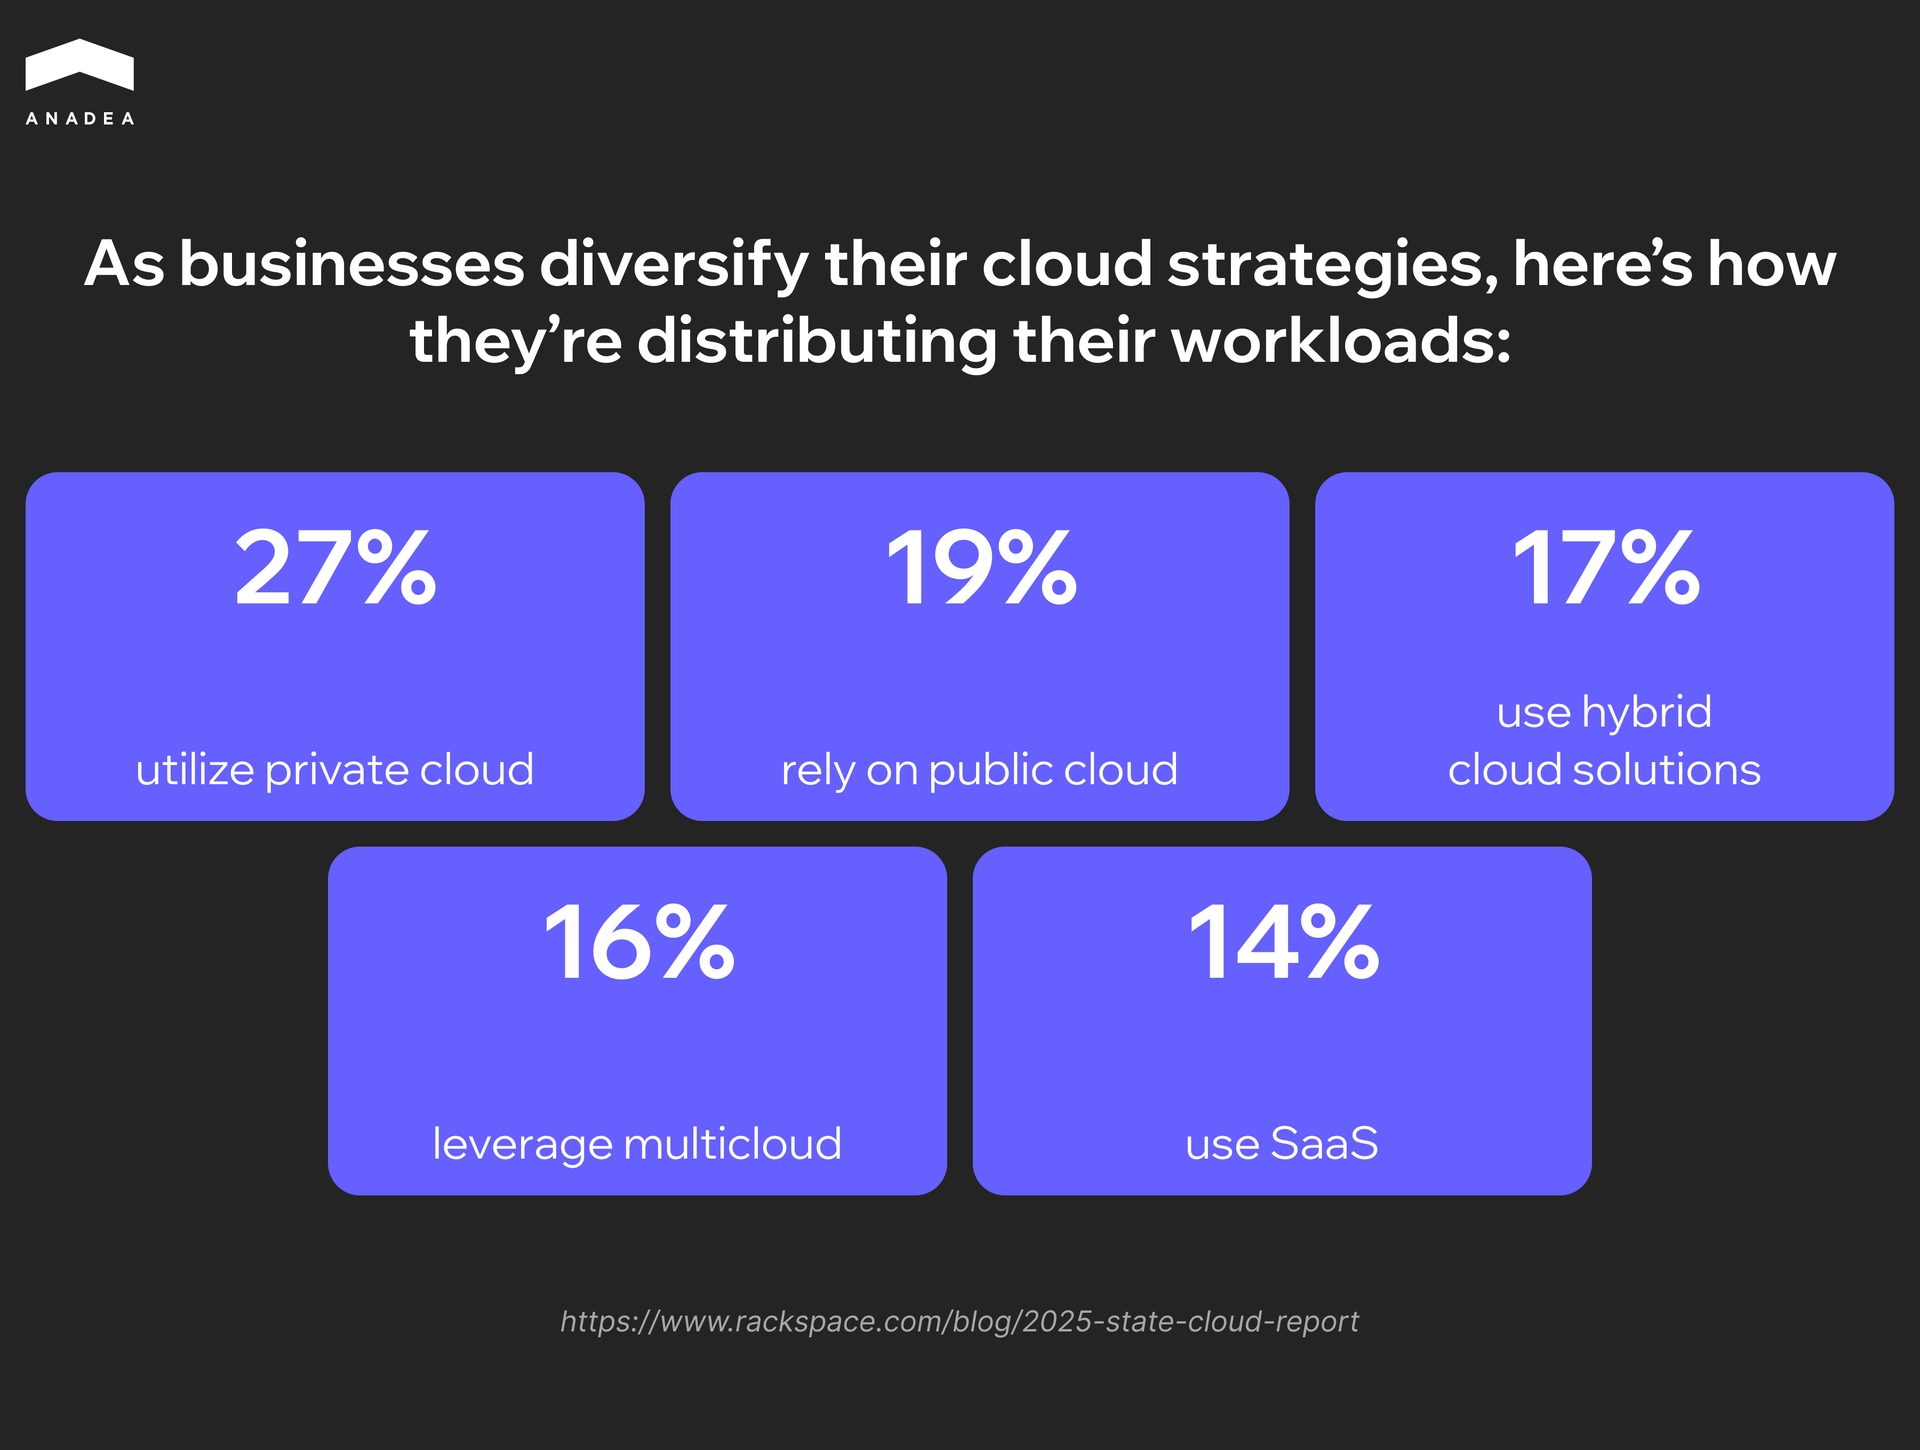 ANADEA
As businesses diversify their cloud strategies, here’s how
they’re distributing their workloads:
27%
utilize private cloud
19%
rely on public cloud
17%
use hybrid
cloud solutions
16%
leverage multicloud
14%
use SaaS
https://www.rackspace.com/blog/2025-state-cloud-report